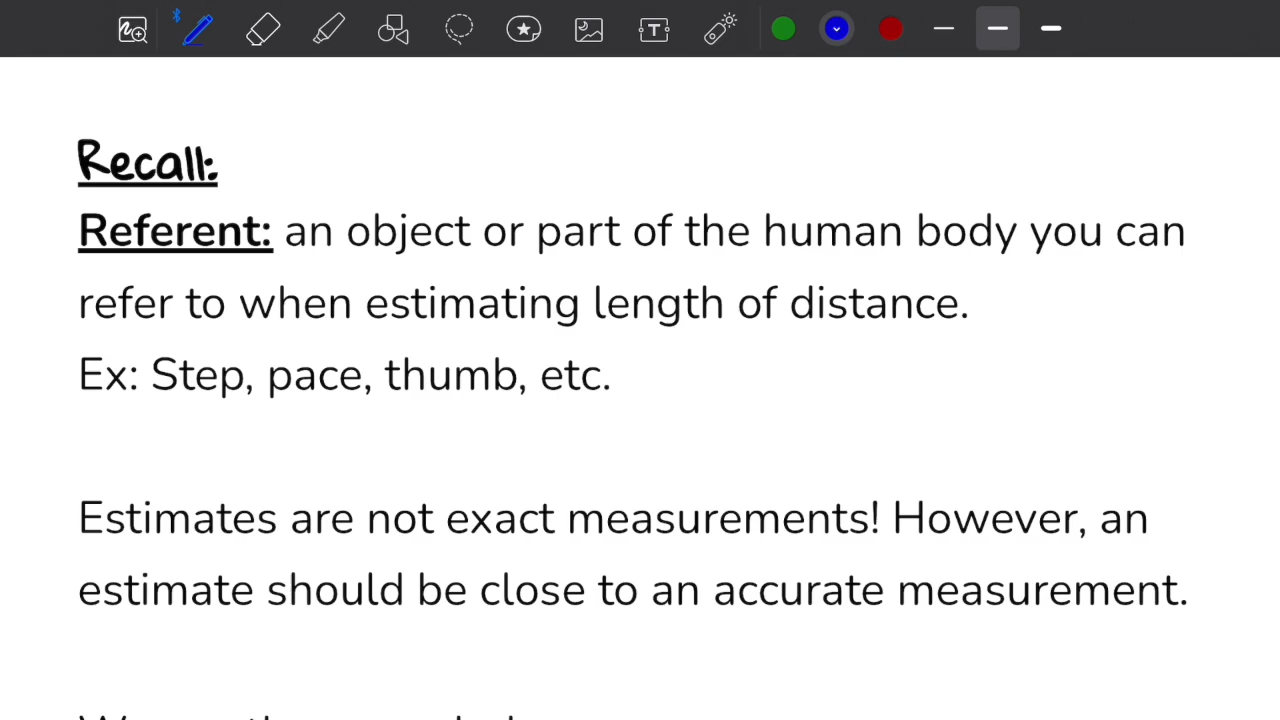 Recall:
Referent: an object or part of the human body you can
refer to when estimating length of distance.
Ex: Step, pace, thumb, etc.
Estimates are not exact measurements! However, an
estimate should be close to an accurate measurement.